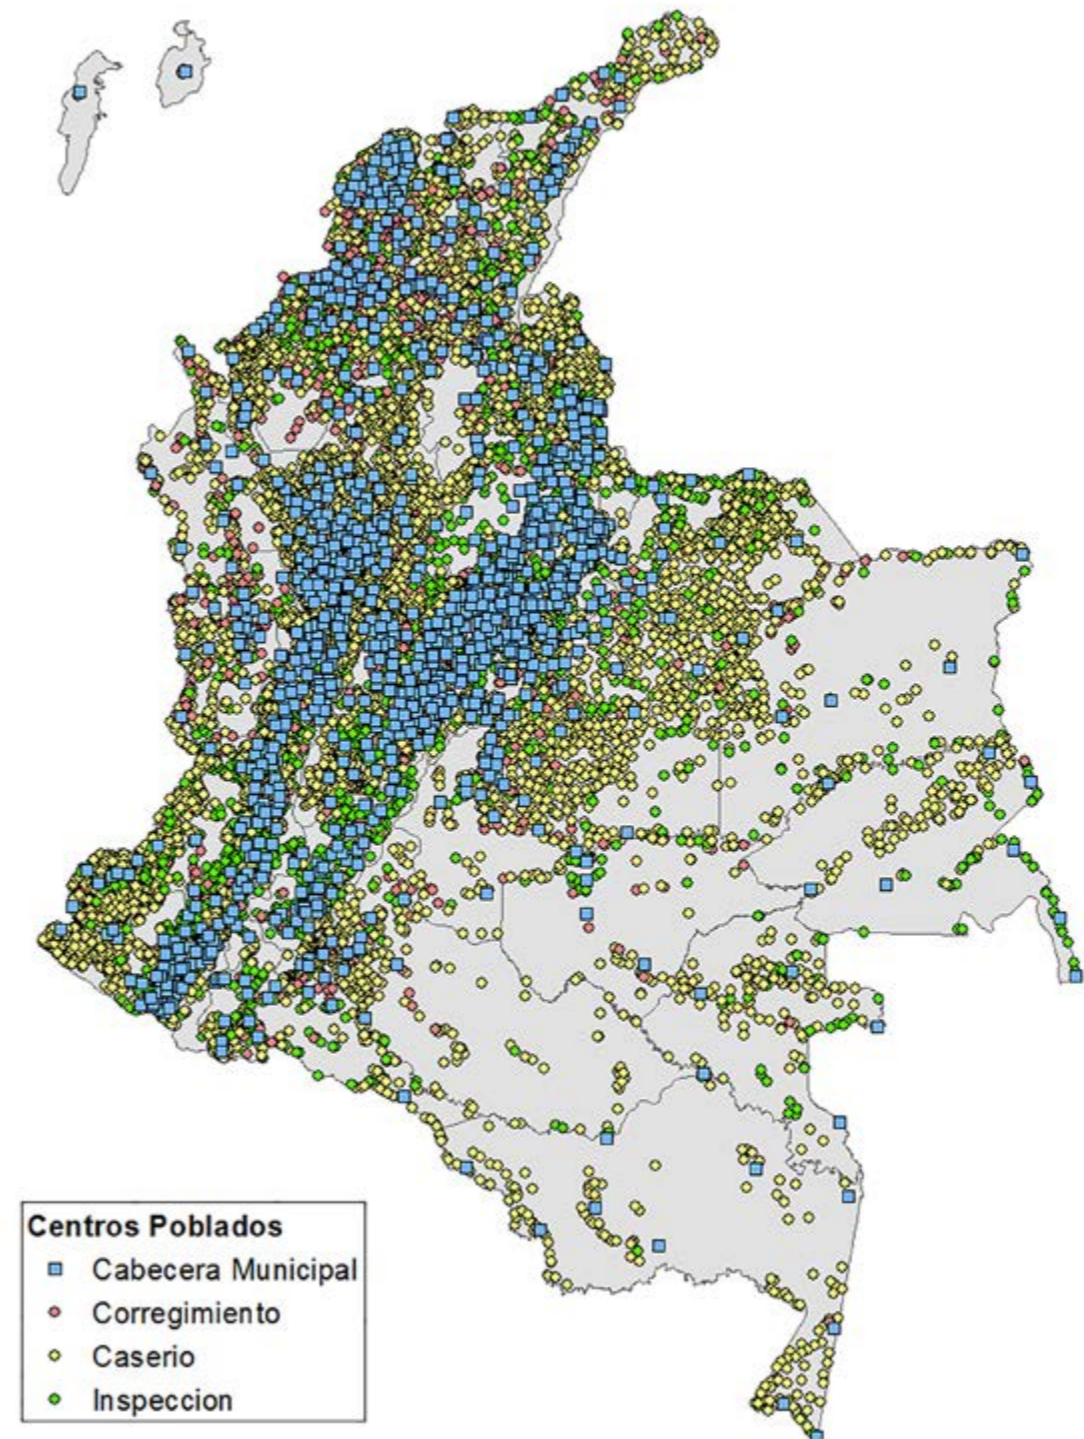 Centros Poblados
Cabecera Municipal
Corregimiento
Caserio
Inspeccion